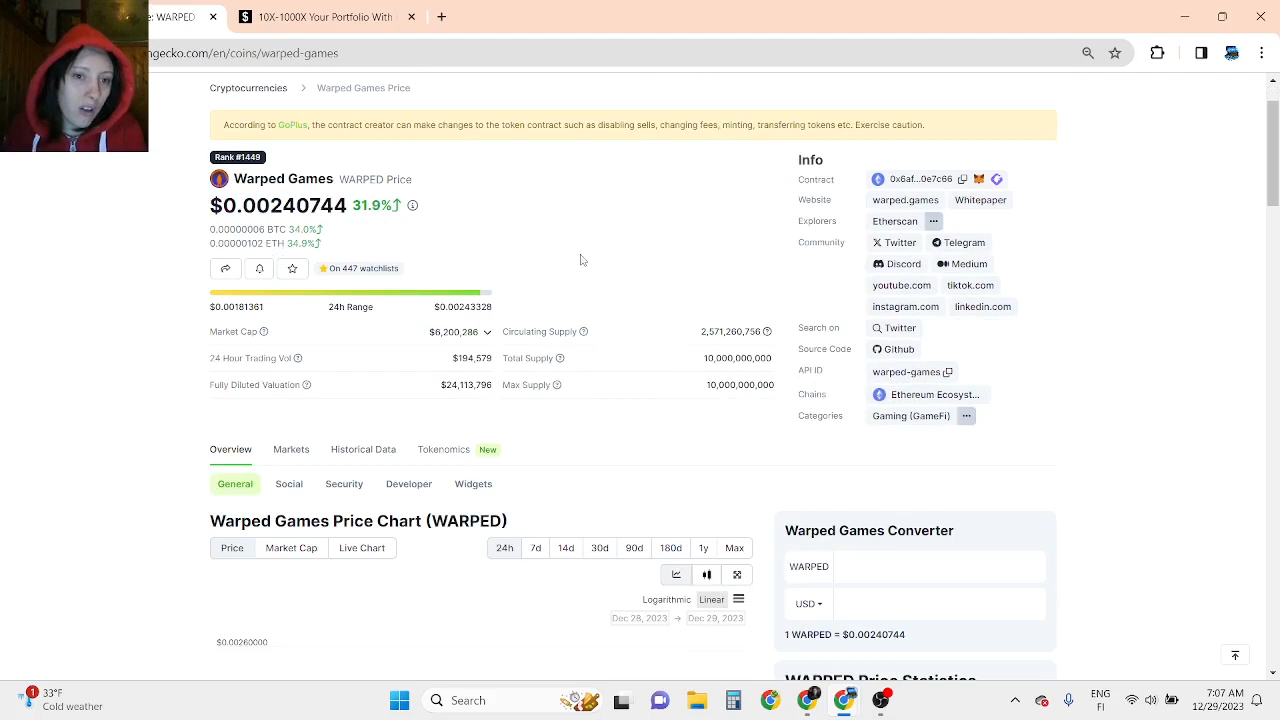 : WARPED
10X-1000X Your Portfolio With
ngecko.com/en/coins/warped-games
Cryptocurrencies > Warped Games Price
According to GoPlus, the contract creator can make changes to the token contract such as disabling sells, changing fees, minting, transferring tokens etc. Exercise caution.
Rank #1449
Warped Games WARPED Price
$0.00240744 31.9%
0.00000006 BTC 34.0%
0.00000102 ETH 34.9%
On 447 watchlists
$0.00181361 24h Range $0.00243328
Market Cap $6,200,286
24 Hour Trading Vol $194,579
Fully Diluted Valuation $24,113,796
Circulating Supply 2,571,260,756
Total Supply 10,000,000,000
Max Supply 10,000,000,000
Info
Contract 0x6af...0e7c66
Website warped.games Whitepaper
Explorers Etherscan
Community Twitter Telegram
Discord Medium
youtube.com tiktok.com
instagram.com linkedin.com
Search on Twitter
Source Code Github
API ID warped-games
Chains Ethereum Ecosyst...
Categories Gaming (GameFi)
Overview Markets Historical Data Tokenomics New
General Social Security Developer Widgets
Warped Games Price Chart (WARPED)
Price Market Cap Live Chart
24h 7d 14d 30d 90d 180d 1y Max
Logarithmic Linear
Dec 28, 2023 → Dec 29, 2023
$0.00260000
Warped Games Converter
WARPED
USD
1 WARPED = $0.00240744
WARPED Price Statistics
1
33°F
Cold weather
Search
ENG
FI
7:07 AM
12/29/2023